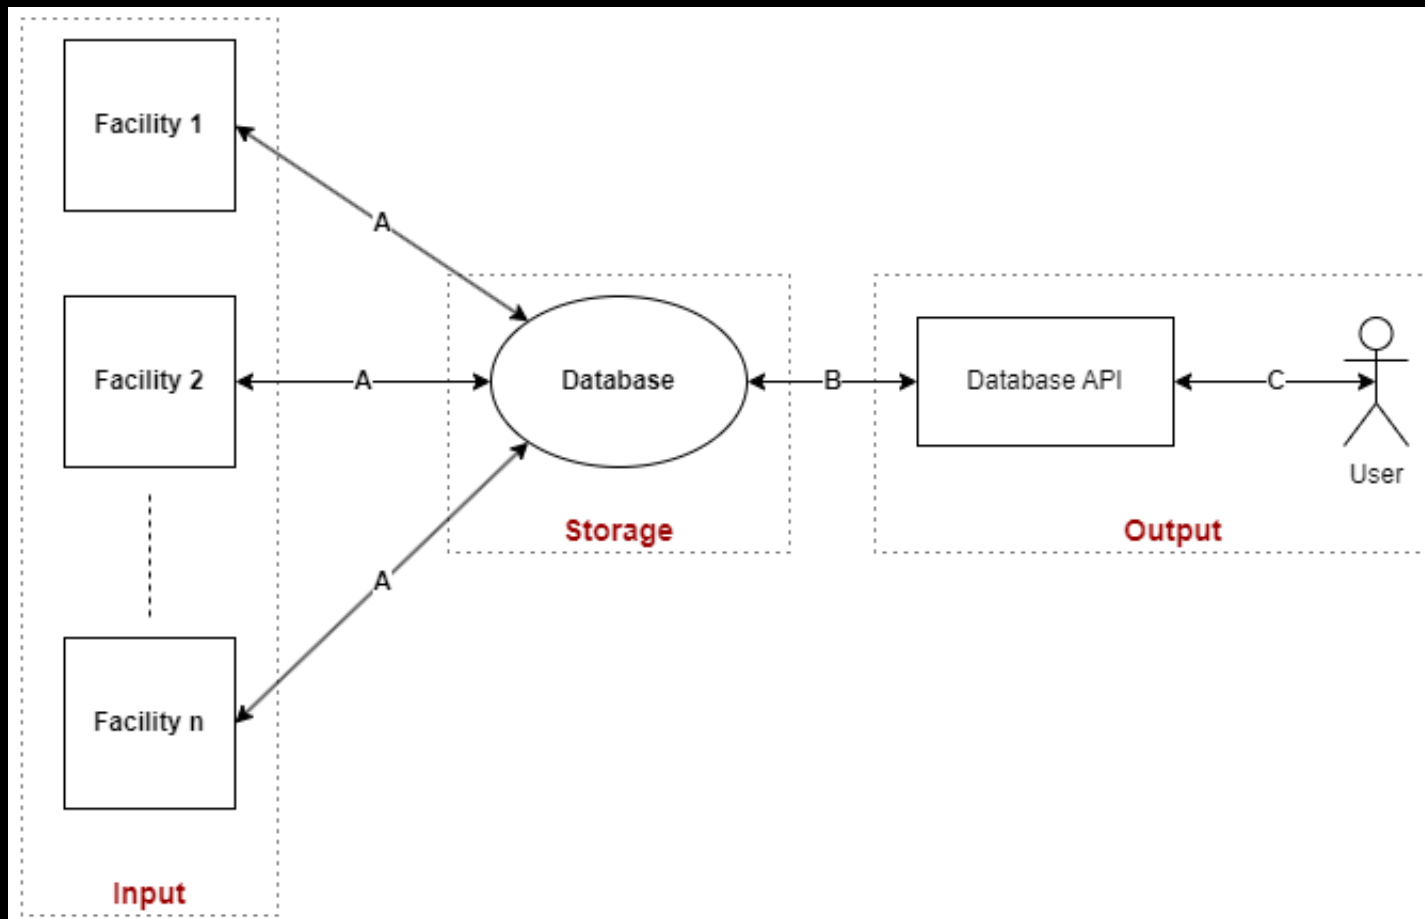 Facility 1
A
Facility 2
A
Database
B
Database API
C
User
Storage
Output
A
Facility n
Input